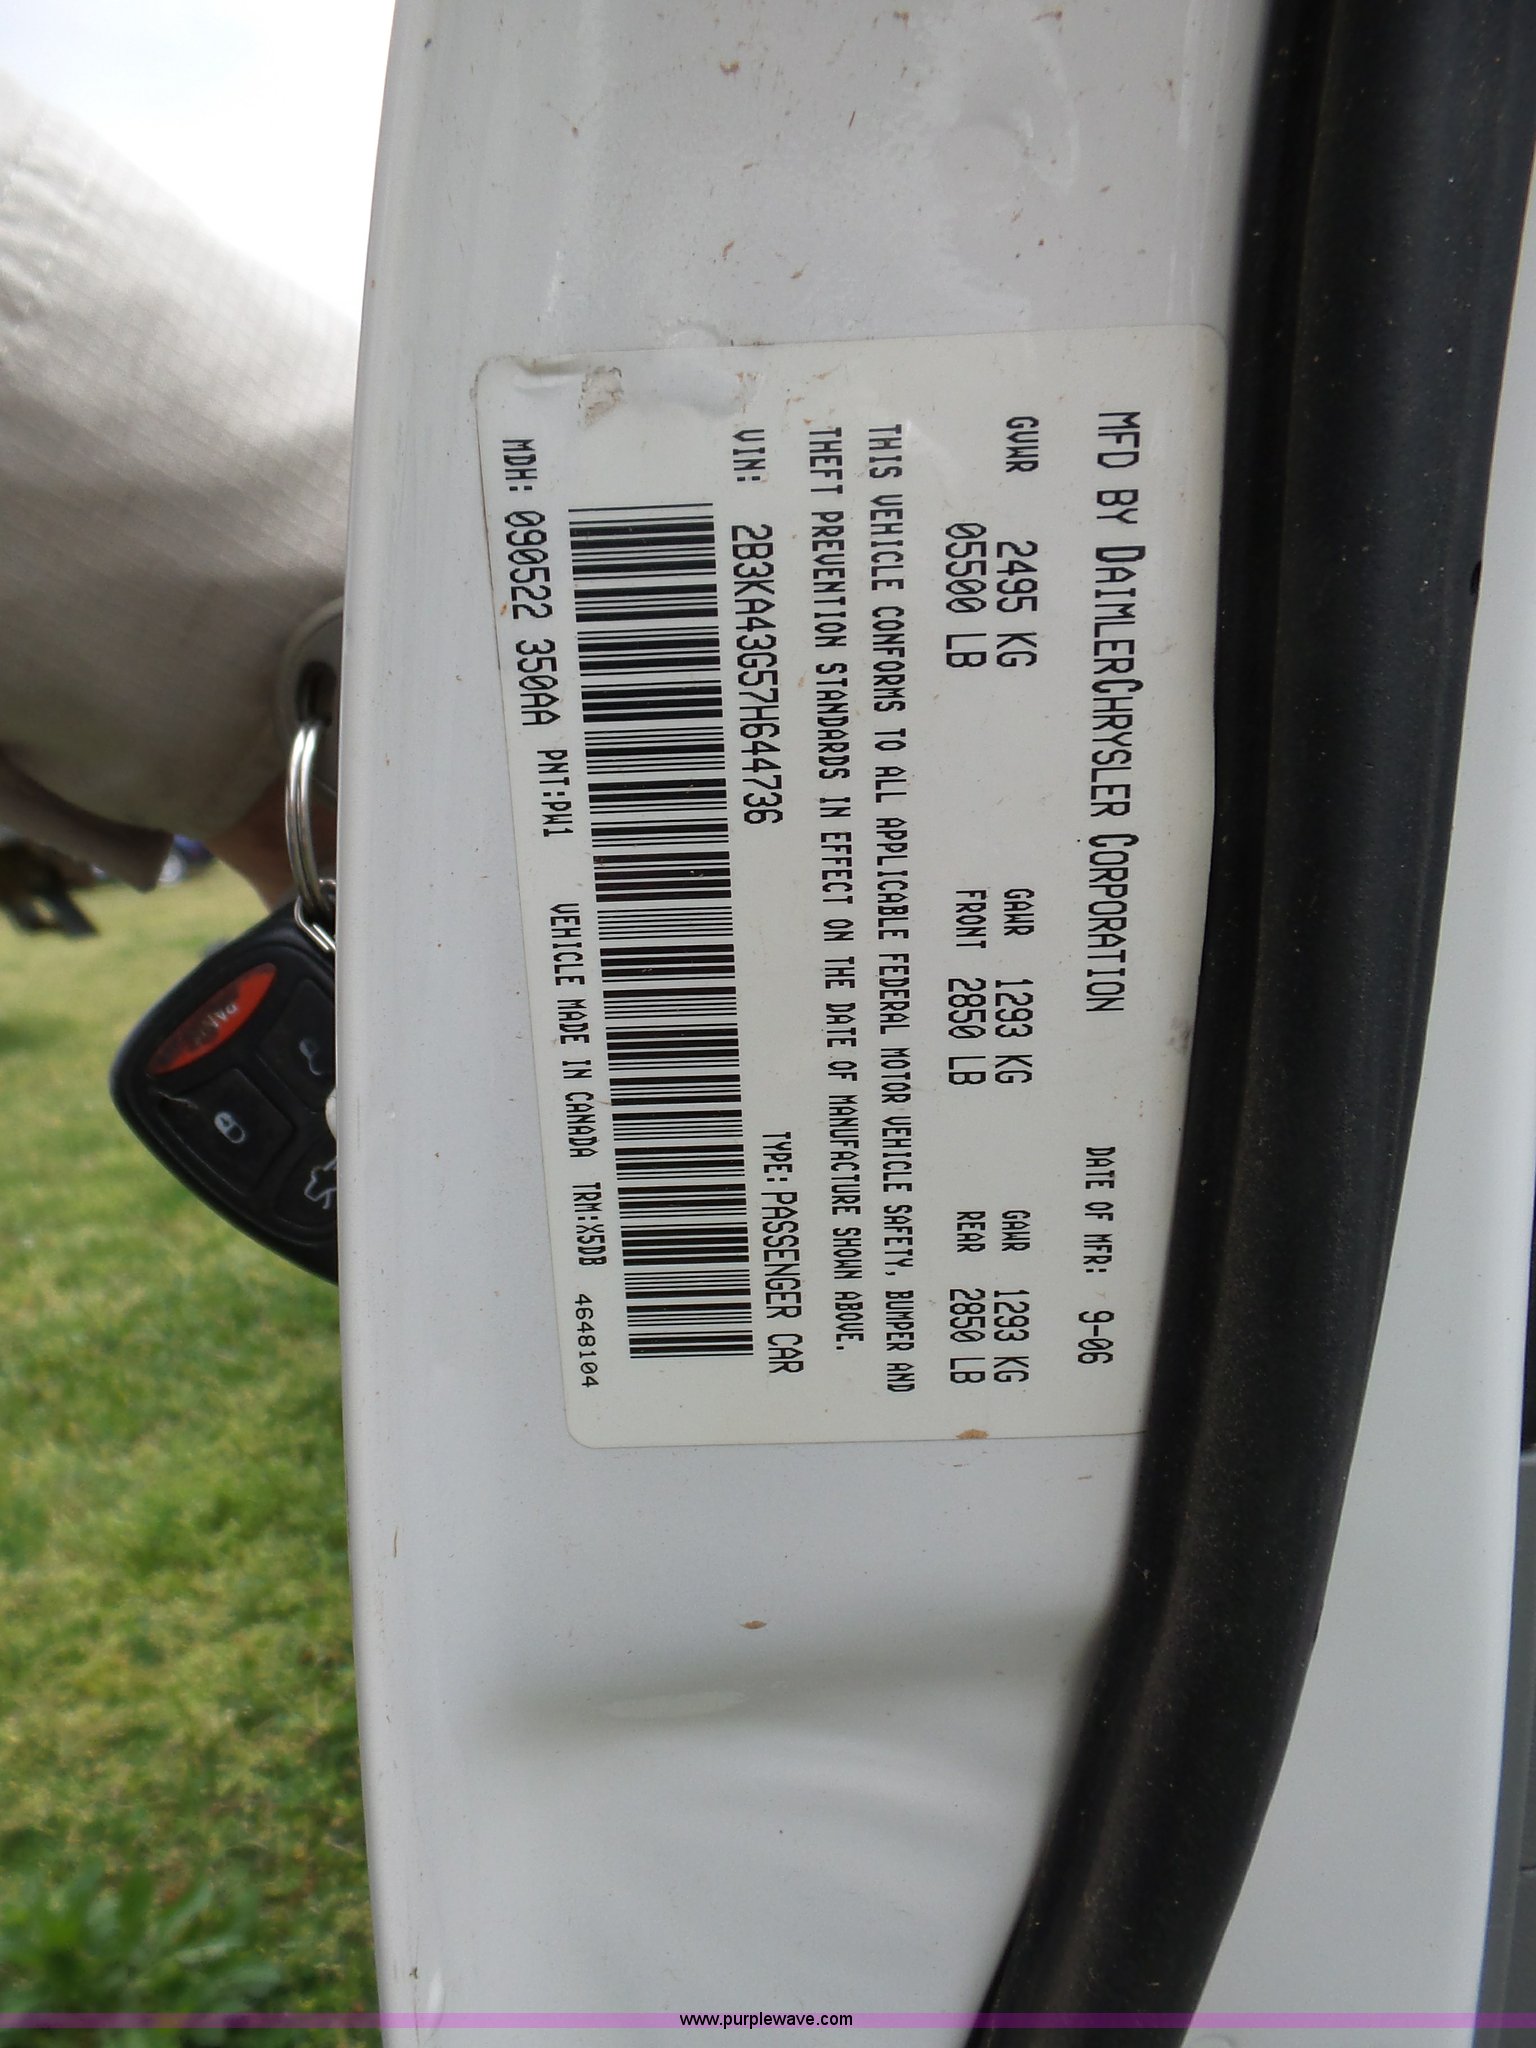 MFD BY DAIMLERCHRYSLER CORPORATION DATE OF MFR: 9-06
GVWR 2495 KG GAWR 1293 KG GAWR 1293 KG
05500 LB FRONT 2850 LB REAR 2850 LB
THIS VEHICLE CONFORMS TO ALL APPLICABLE FEDERAL MOTOR VEHICLE SAFETY, BUMPER AND
THEFT PREVENTION STANDARDS IN EFFECT ON THE DATE OF MANUFACTURE SHOWN ABOVE.
VIN: 2B3KA43G57H644736 TYPE: PASSENGER CAR
MDH: 090522 350AA PNT:PW1 VEHICLE MADE IN CANADA TRM:X5DB 4648104
www.purplewave.com